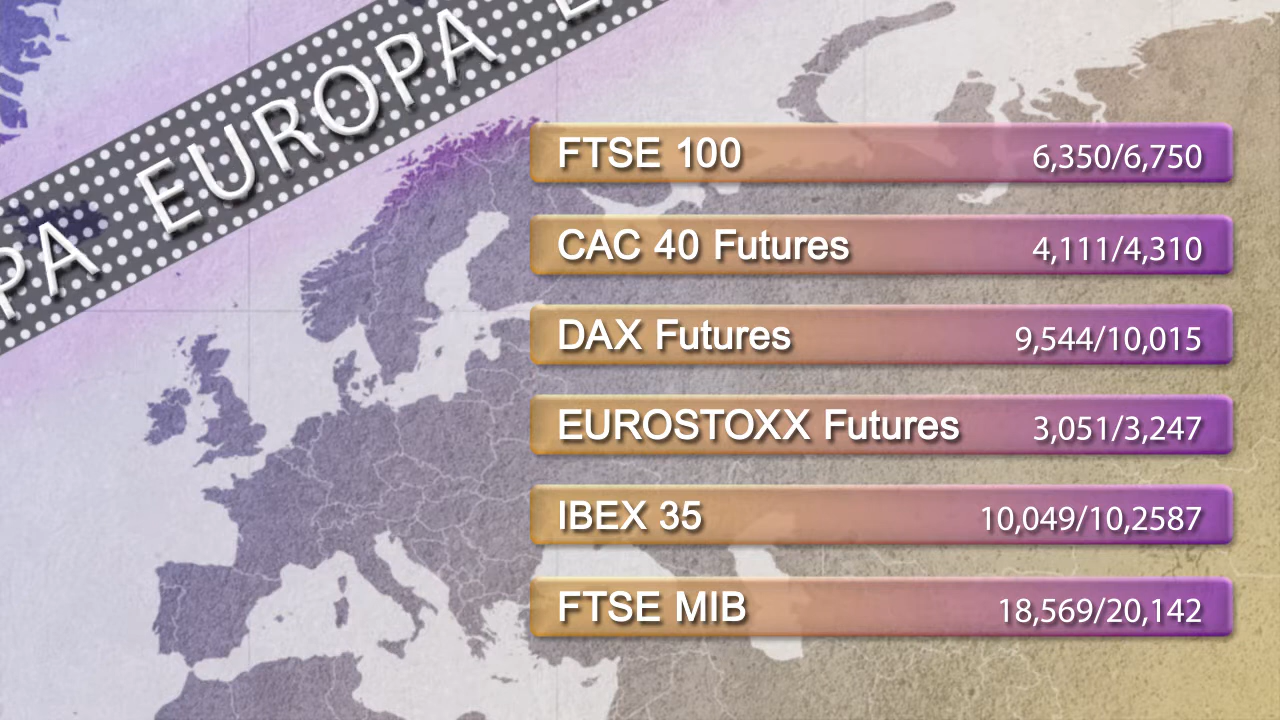 PA EUROPA E
FTSE 100 6,350/6,750
CAC 40 Futures 4,111/4,310
DAX Futures 9,544/10,015
EUROSTOXX Futures 3,051/3,247
IBEX 35 10,049/10,2587
FTSE MIB 18,569/20,142